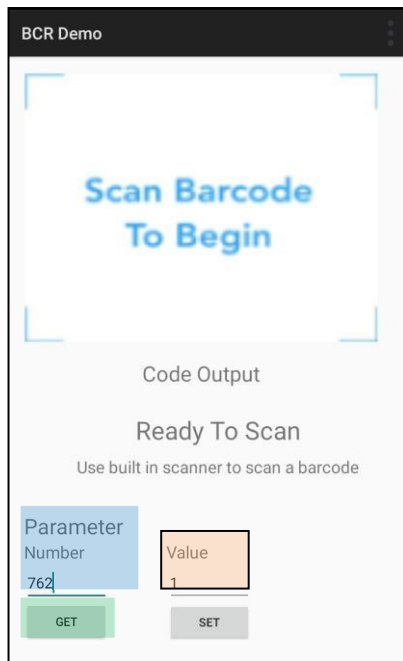 BCR Demo
Scan Barcode
To Begin
Code Output
Ready To Scan
Use built in scanner to scan a barcode
Parameter
Number Value
762 1
GET SET